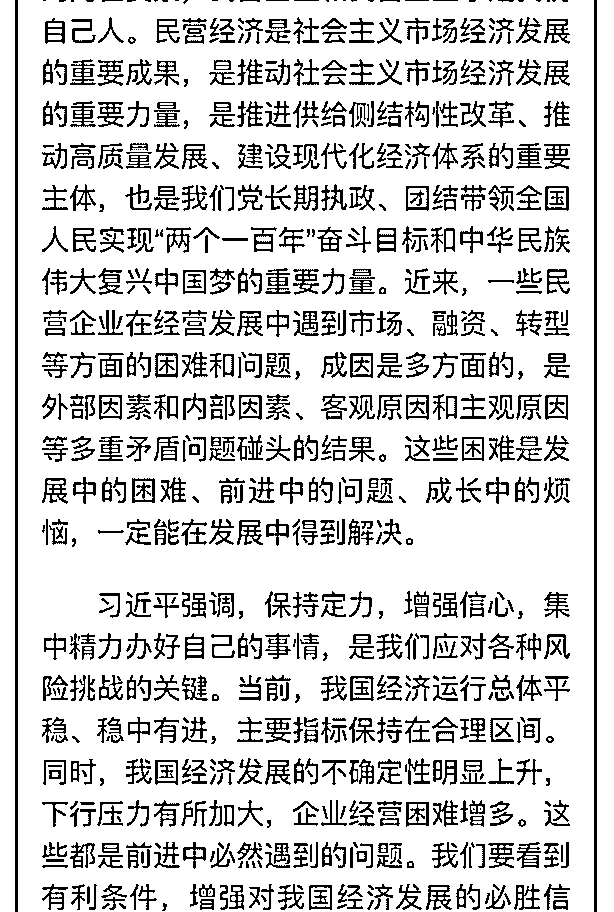 自己人。民营经济是社会主义市场经济发展
的重要成果，是推动社会主义市场经济发展
的重要力量，是推进供给侧结构性改革、推
动高质量发展、建设现代化经济体系的重要
主体，也是我们党长期执政、团结带领全国
人民实现“两个一百年”奋斗目标和中华民族
伟大复兴中国梦的重要力量。近来，一些民
营企业在经营发展中遇到市场、融资、转型
等方面的困难和问题，成因是多方面的，是
外部因素和内部因素、客观原因和主观原因
等多重矛盾问题碰头的结果。这些困难是发
展中的困难、前进中的问题、成长中的烦
恼，一定能在发展中得到解决。
习近平强调，保持定力，增强信心，集
中精力办好自己的事情，是我们应对各种风
险挑战的关键。当前，我国经济运行总体平
稳、稳中有进，主要指标保持在合理区间。
同时，我国经济发展的不确定性明显上升，
下行压力有所加大，企业经营困难增多。这
些都是前进中必然遇到的问题。我们要看到
有利条件，增强对我国经济发展的必胜信